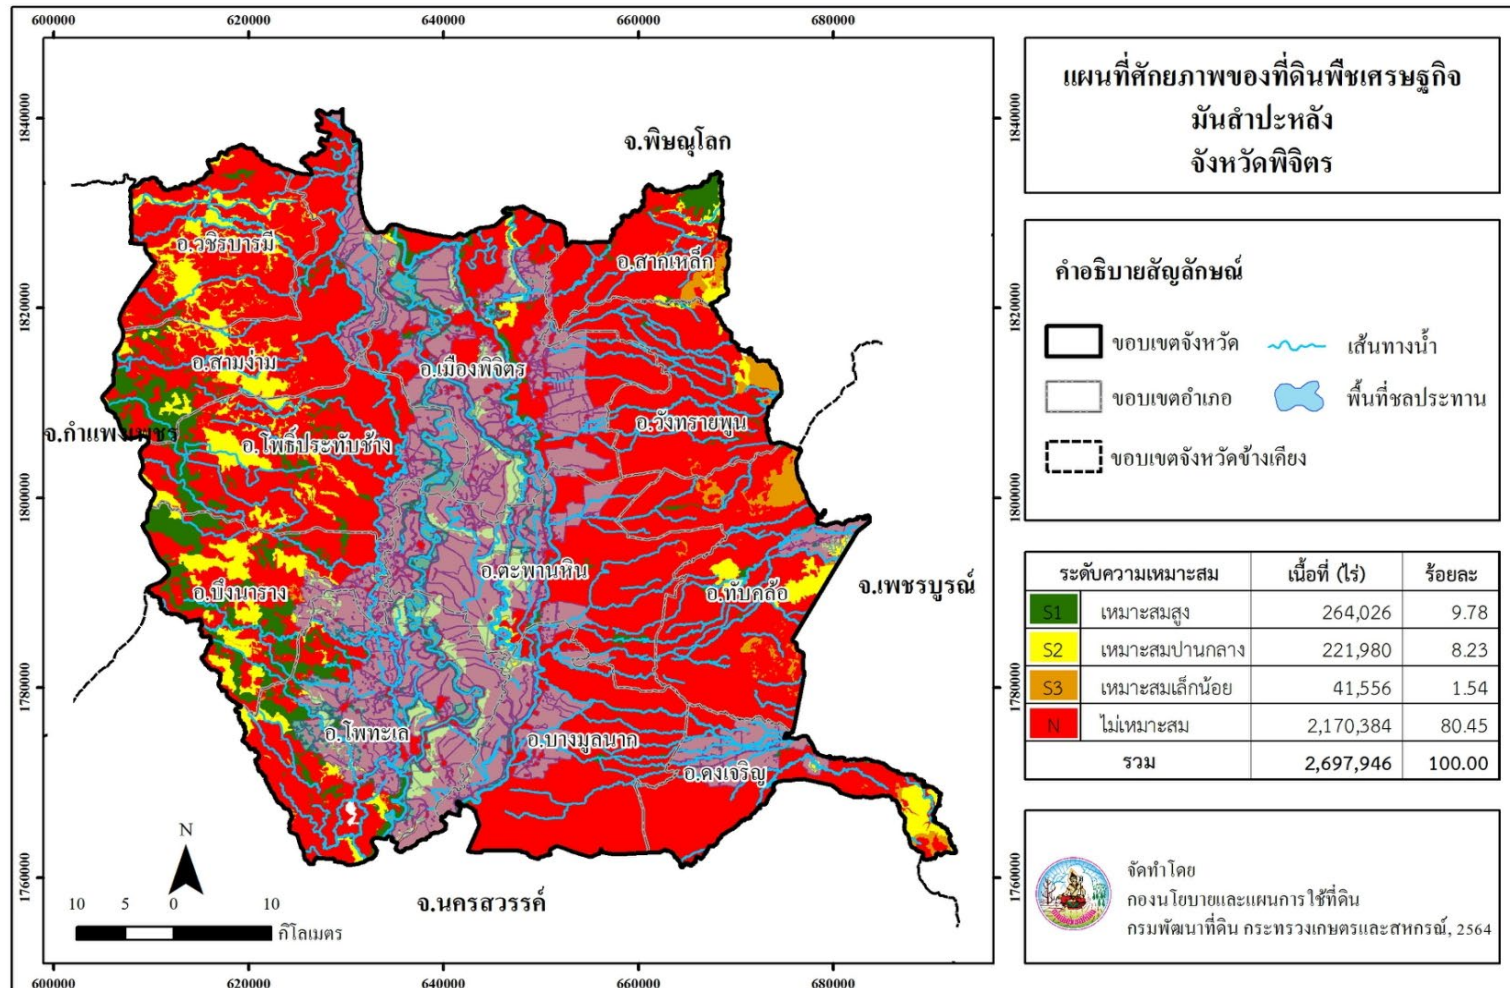 600000 620000 640000 660000 680000
1840000 1840000
1820000 1820000
1800000 1800000
1780000 1780000
1760000 1760000
จ.พิษณุโลก
อ.วชิรบารมี
อ.สากเหล็ก
อ.สามง่าม
อ.เมืองพิจิตร
จ.กำแพงเพชร
อ.โพธิ์ประทับช้าง
อ.วังทรายพูน
อ.บึงนาราง
อ.ตะพานหิน
อ.ทับคล้อ
จ.เพชรบูรณ์
อ.โพทะเล
อ.บางมูลนาก
อ.ดงเจริญ
จ.นครสวรรค์
N
10 5 0 10
กิโลเมตร
600000 620000 640000 660000 680000
แผนที่ศักยภาพของที่ดินพืชเศรษฐกิจ
มันสำปะหลัง
จังหวัดพิจิตร
คำอธิบายสัญลักษณ์
ขอบเขตจังหวัด เส้นทางน้ำ
ขอบเขตอำเภอ พื้นที่ชลประทาน
ขอบเขตจังหวัดข้างเคียง
ระดับความเหมาะสม เนื้อที่ (ไร่) ร้อยละ
S1 เหมาะสมสูง 264,026 9.78
S2 เหมาะสมปานกลาง 221,980 8.23
S3 เหมาะสมเล็กน้อย 41,556 1.54
N ไม่เหมาะสม 2,170,384 80.45
รวม 2,697,946 100.00
จัดทำโดย
กองนโยบายและแผนการใช้ที่ดิน
กรมพัฒนาที่ดิน กระทรวงเกษตรและสหกรณ์, 2564